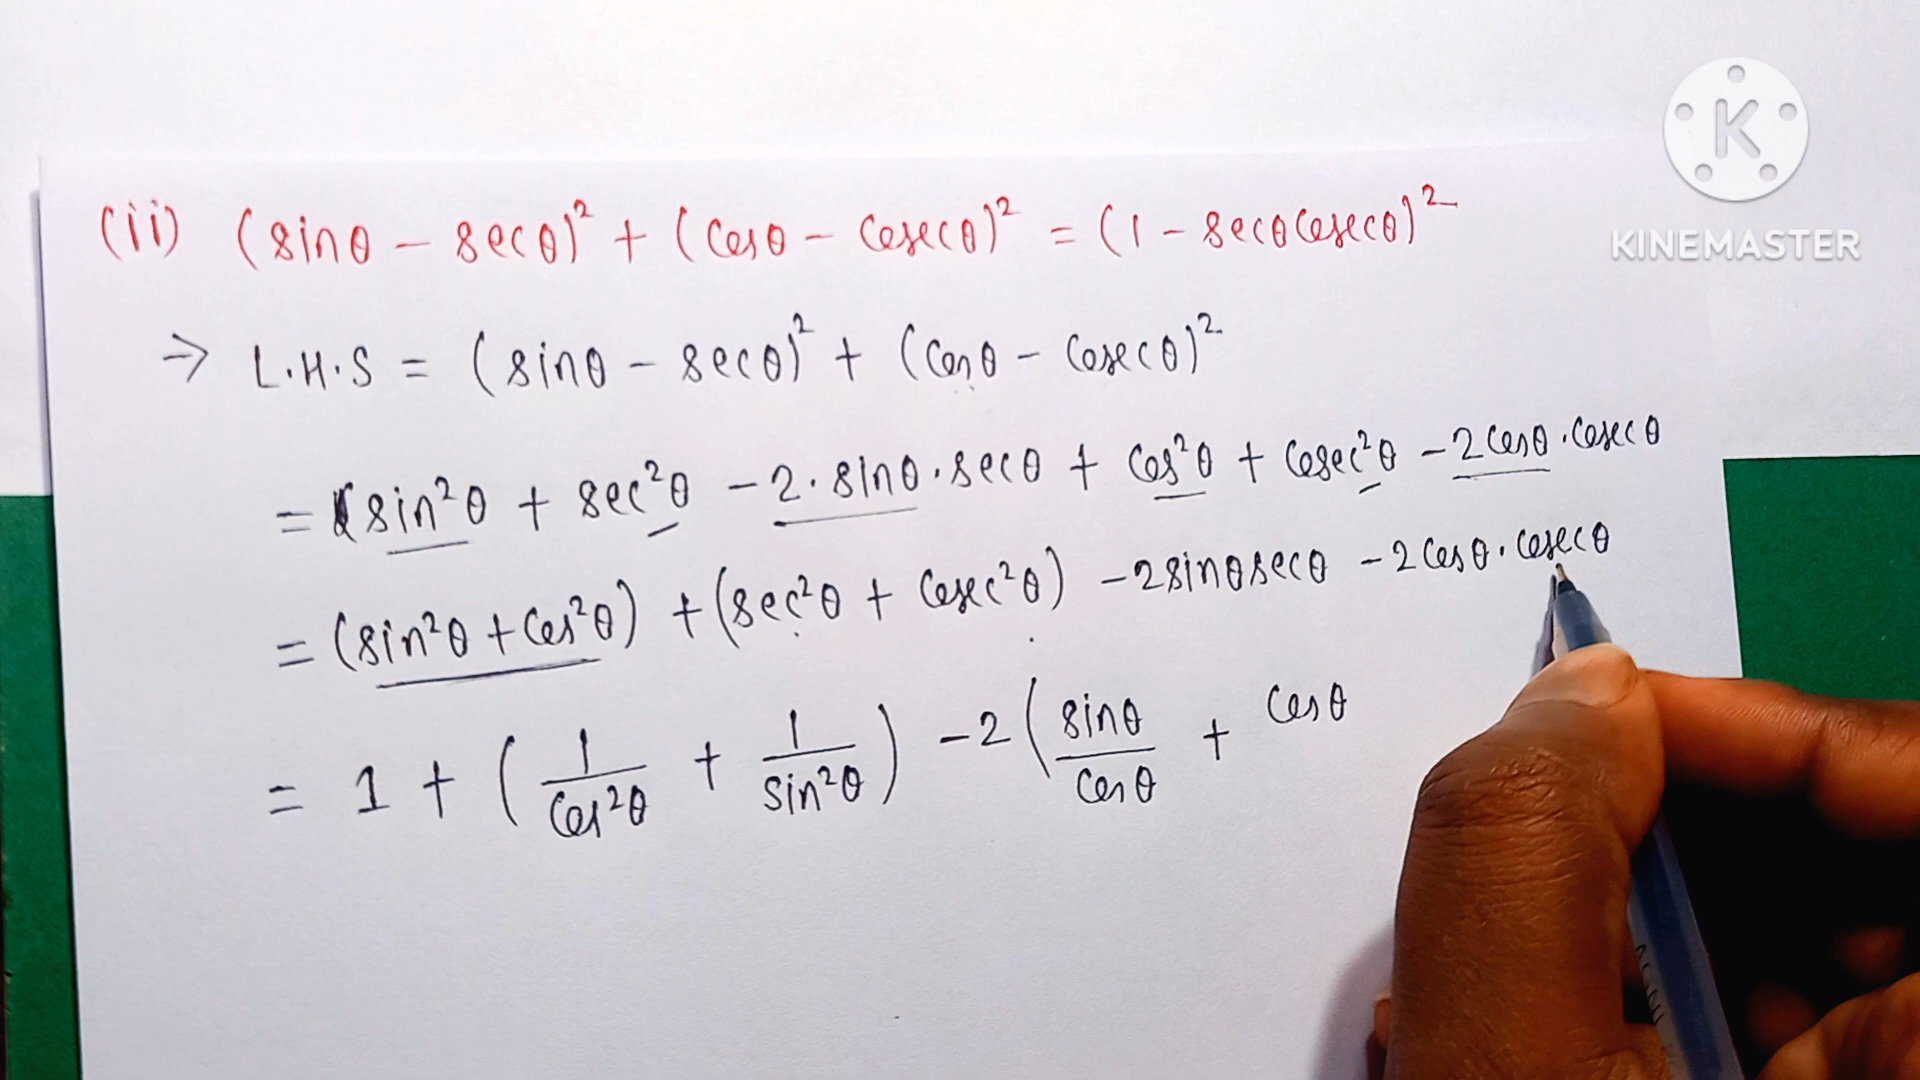 KINEMASTER
(ii) (sinθ - secθ)² + (cosθ - cosecθ)² = (1 - secθcosecθ)²
→ L.H.S = (sinθ - secθ)² + (cosθ - cosecθ)²
= (sin²θ + sec²θ - 2·sinθ·secθ + cos²θ + cosec²θ - 2cosθ·cosecθ
= (sin²θ + cos²θ) + (sec²θ + cosec²θ) - 2sinθsecθ - 2cosθ·cosecθ
= 1 + (1/cos²θ + 1/sin²θ) - 2(sinθ/cosθ + cosθ